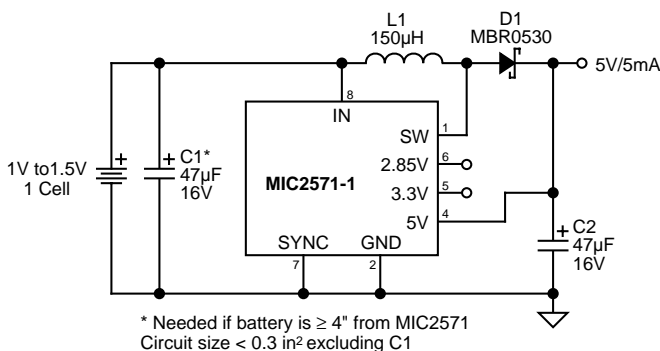 L1
150µH
D1
MBR0530
5V/5mA
8
IN
1
SW
6
2.85V
5
3.3V
4
5V
MIC2571-1
SYNC
7
GND
2
1V to1.5V
1 Cell
+
+ C1*
47µF
16V
+ C2
47µF
16V
* Needed if battery is ≥ 4" from MIC2571
Circuit size < 0.3 in² excluding C1